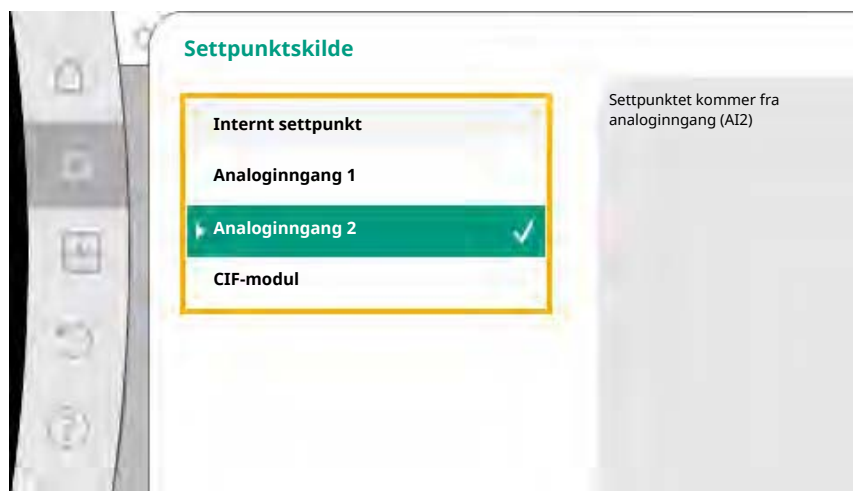 Settpunktskilde
Internt settpunkt
Analoginngang 1
Analoginngang 2
CIF-modul
Settpunktet kommer fra
analoginngang (AI2)